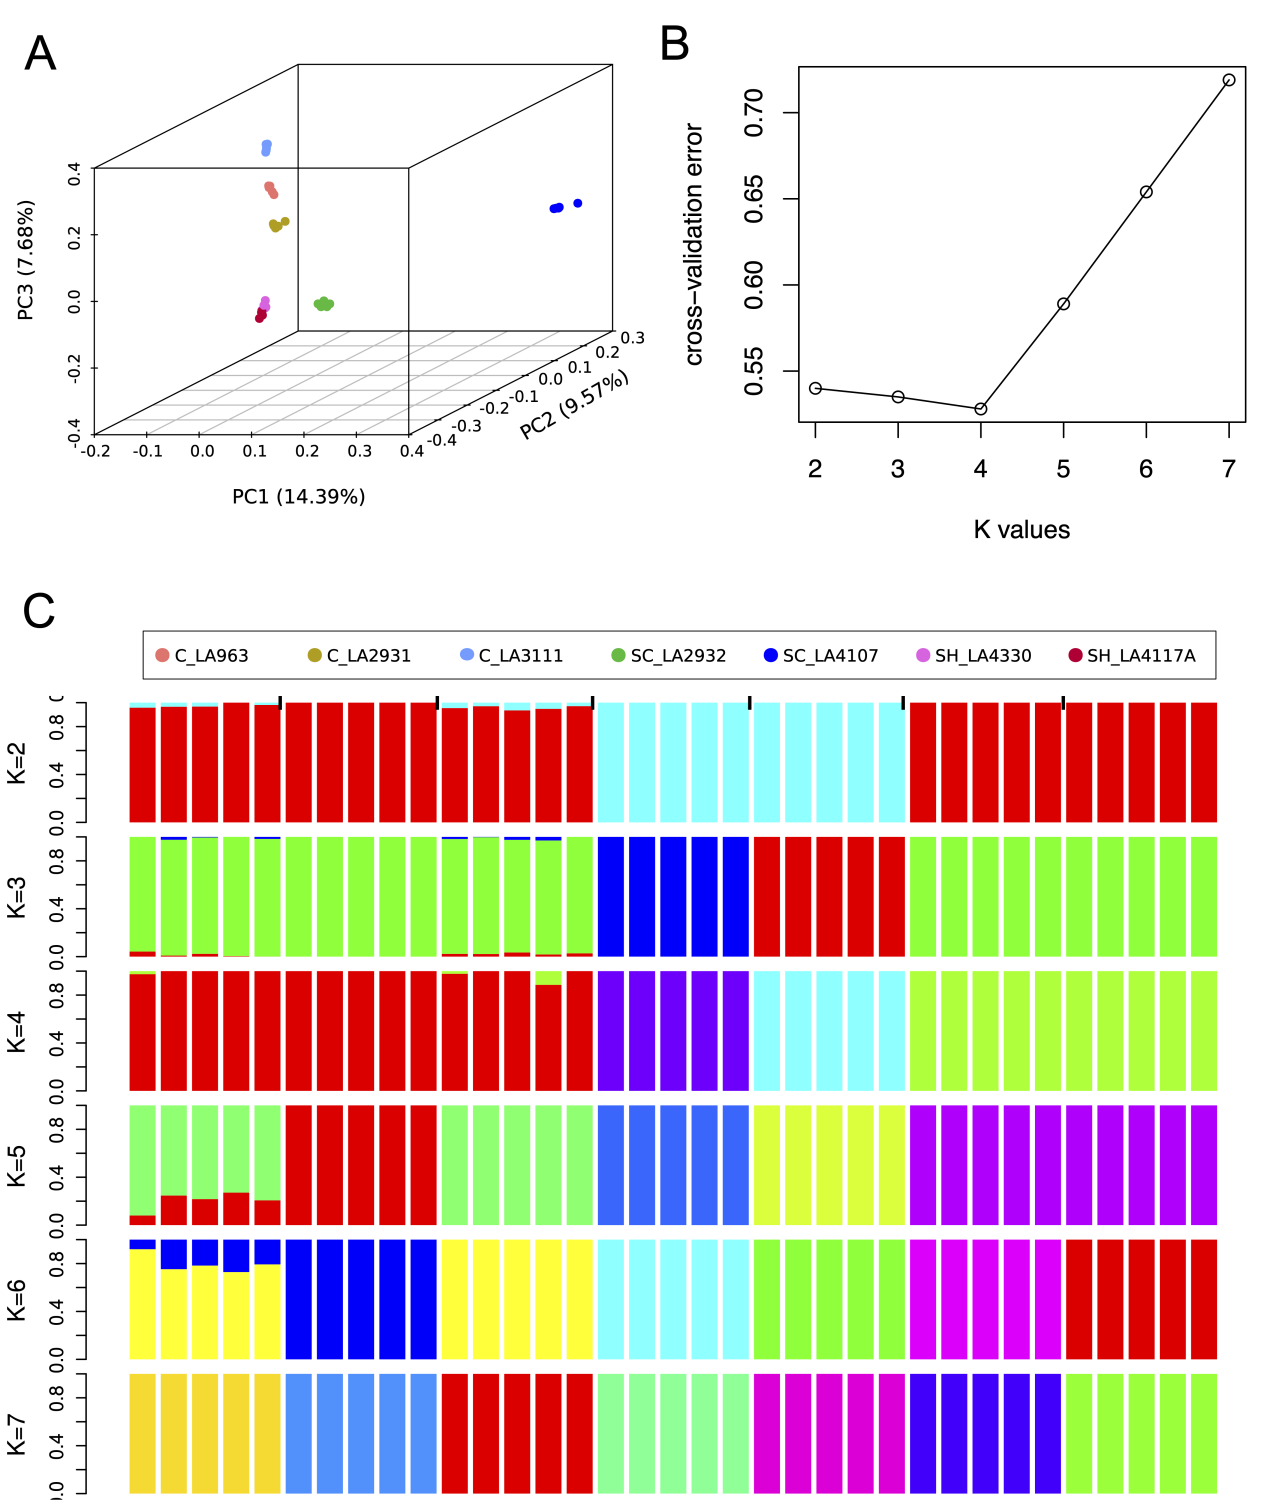 A
B
PC3 (7.68%)
0.4
0.2
0.0
-0.2
-0.4
-0.2 -0.1 0.0 0.1 0.2 0.3 0.4
PC1 (14.39%)
-0.4 -0.3 -0.2 -0.1 0.0 0.1 0.2 0.3
PC2 (9.57%)
cross−validation error
0.70
0.65
0.60
0.55
2 3 4 5 6 7
K values
C
C_LA963 C_LA2931 C_LA3111 SC_LA2932 SC_LA4107 SH_LA4330 SH_LA4117A
K=2
0.8
0.4
0.0
K=3
0.8
0.4
0.0
K=4
0.8
0.4
0.0
K=5
0.8
0.4
0.0
K=6
0.8
0.4
0.0
K=7
0.8
0.4
0.0